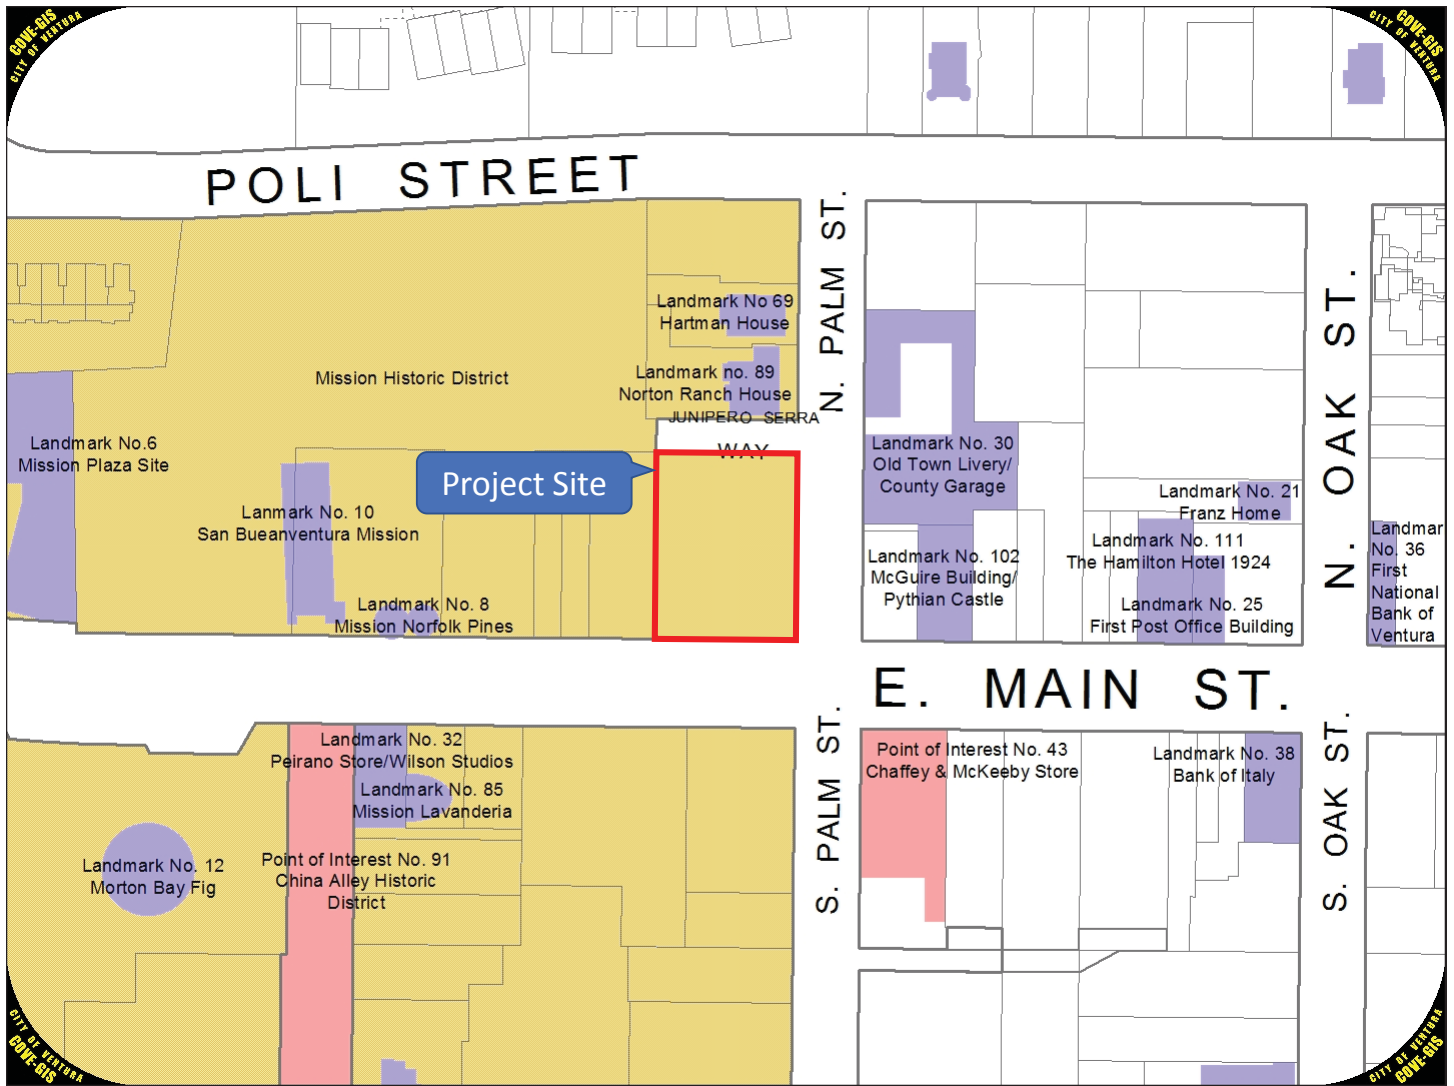 COVE-GIS
CITY OF VENTURA
CITY OF VENTURA
COVE-GIS
POLI STREET
N. PALM ST.
N. OAK ST.
Landmark No 69
Hartman House
Landmark no. 89
Norton Ranch House
JUNIPERO SERRA
WAY
Mission Historic District
Landmark No.6
Mission Plaza Site
Project Site
Lanmark No. 10
San Bueanventura Mission
Landmark No. 8
Mission Norfolk Pines
Landmark No. 30
Old Town Livery/
County Garage
Landmark No. 102
McGuire Building/
Pythian Castle
Landmark No. 21
Franz Home
Landmark No. 111
The Hamilton Hotel 1924
Landmark No. 25
First Post Office Building
Landmar
No. 36
First
National
Bank of
Ventura
E. MAIN ST.
S. PALM ST.
S. OAK ST.
Landmark No. 32
Peirano Store/Wilson Studios
Landmark No. 85
Mission Lavanderia
Landmark No. 12
Morton Bay Fig
Point of Interest No. 91
China Alley Historic
District
Point of Interest No. 43
Chaffey & McKeeby Store
Landmark No. 38
Bank of Italy
CITY OF VENTURA
COVE-GIS
CITY OF VENTURA
COVE-GIS